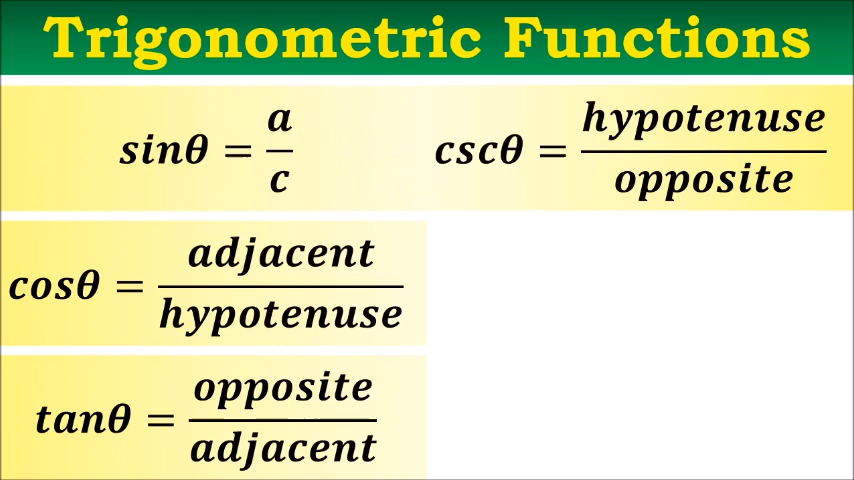 Trigonometric Functions
sinθ = a/c
cscθ = hypotenuse/opposite
cosθ = adjacent/hypotenuse
tanθ = opposite/adjacent